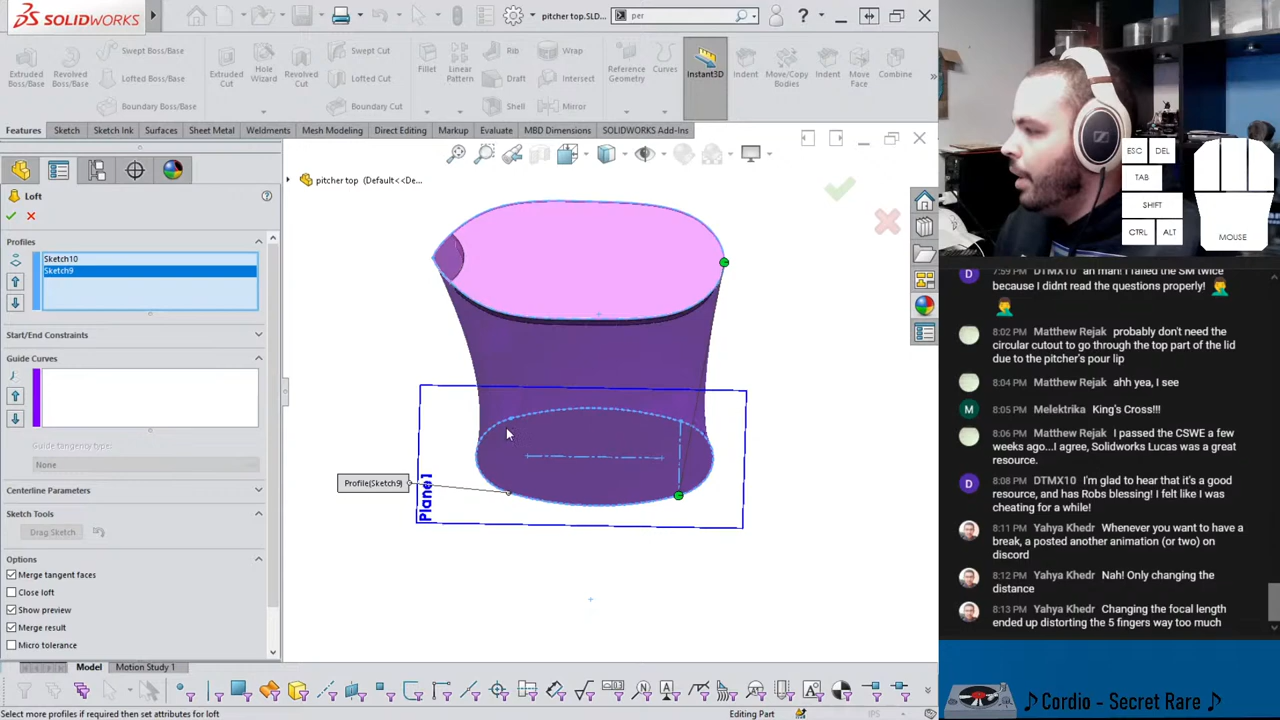 SOLIDWORKS
pitcher top.SLD...
per
Extruded Boss/Base
Revolved Boss/Base
Swept Boss/Base
Lofted Boss/Base
Boundary Boss/Base
Extruded Cut
Hole Wizard
Revolved Cut
Swept Cut
Lofted Cut
Boundary Cut
Fillet
Linear Pattern
Rib
Draft
Shell
Wrap
Intersect
Mirror
Reference Geometry
Curves
Instant3D
Indent
Move/Copy Bodies
Indent
Move Face
Combine
Features
Sketch
Sketch Ink
Surfaces
Sheet Metal
Weldments
Mesh Modeling
Direct Editing
Markup
Evaluate
MBD Dimensions
SOLIDWORKS Add-Ins
pitcher top (Default<<De...
Loft
Profiles
Sketch10
Sketch9
Start/End Constraints
Guide Curves
Guide tangency type:
None
Centerline Parameters
Sketch Tools
Drag Sketch
Options
Merge tangent faces
Close loft
Show preview
Merge result
Micro tolerance
Profile(Sketch9)
Plane1
Model
Motion Study 1
Select more profiles if required then set attributes for loft
Editing Part
IPS
ESC
DEL
TAB
SHIFT
CTRL
ALT
MOUSE
7:59 PM DTMX10 ah man! I failed the SM twice
because I didnt read the questions properly!
8:02 PM Matthew Rejak probably don't need the
circular cutout to go through the top part of the lid
due to the pitcher's pour lip
8:04 PM Matthew Rejak ahh yea, I see
8:05 PM Melektrika King's Cross!!!
8:06 PM Matthew Rejak I passed the CSWE a few
weeks ago...I agree, Solidworks Lucas was a great
resource.
8:08 PM DTMX10 I'm glad to hear that it's a good
resource, and has Robs blessing! I felt like I was
cheating for a while!
8:11 PM Yahya Khedr Whenever you want to have a
break, a posted another animation (or two) on
discord
8:12 PM Yahya Khedr Nah! Only changing the
distance
8:13 PM Yahya Khedr Changing the focal length
ended up distorting the 5 fingers way too much
♪ Cordio - Secret Rare ♪